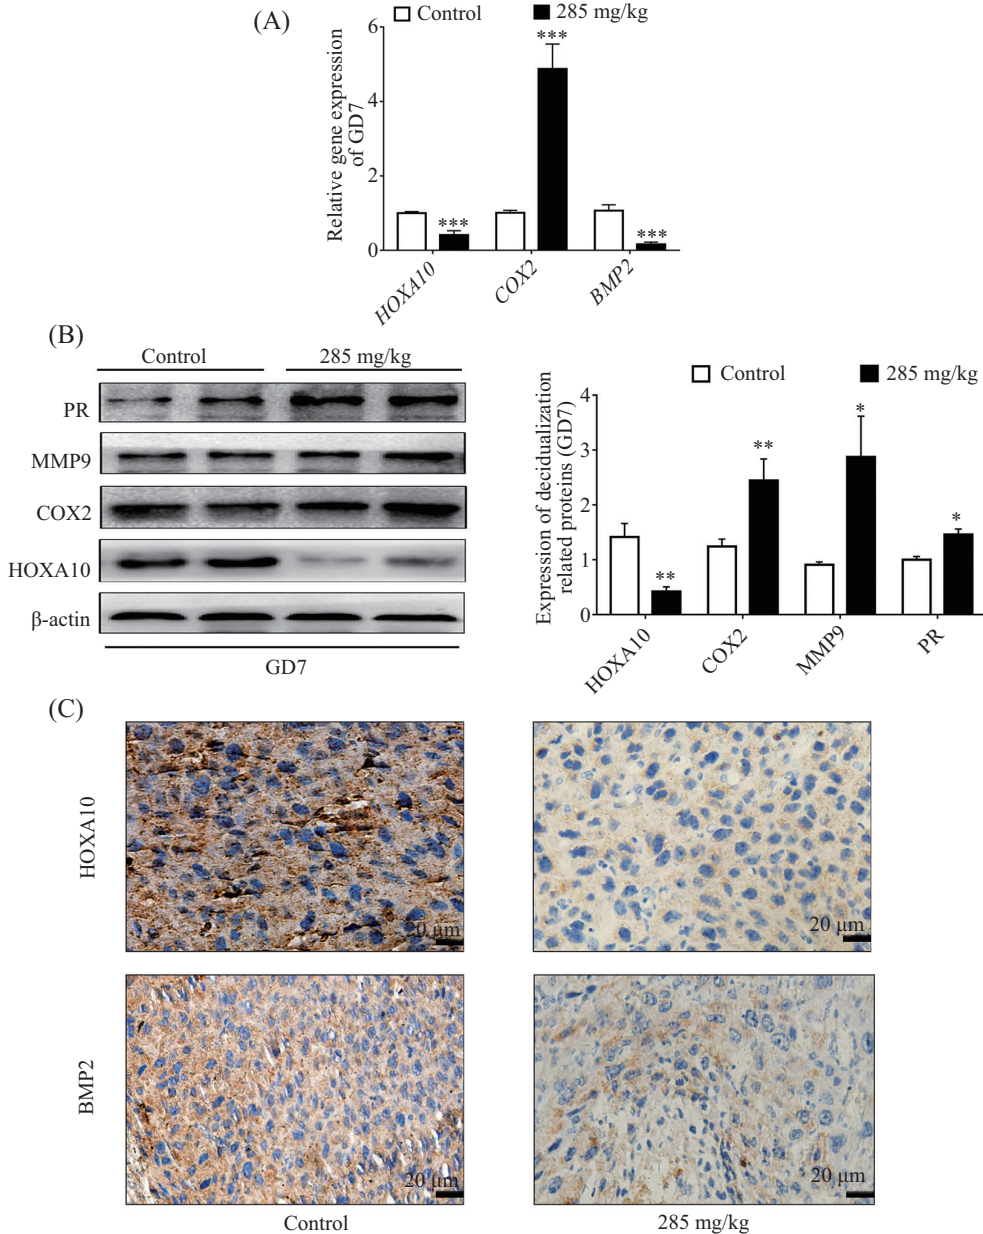 (A)
Control
285 mg/kg
Relative gene expression
of GD7
6
4
2
0
***
***
***
HOXA10
COX2
BMP2
(B)
Control
285 mg/kg
PR
MMP9
COX2
HOXA10
β-actin
GD7
Control
285 mg/kg
Expression of decidualization
related proteins (GD7)
4
3
2
1
0
**
**
*
*
HOXA10
COX2
MMP9
PR
(C)
HOXA10
20 μm
20 μm
BMP2
20 μm
20 μm
Control
285 mg/kg